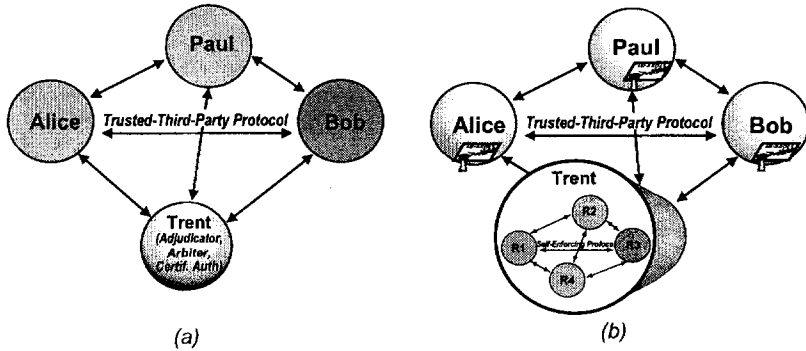 Paul
Alice
Trusted-Third-Party Protocol
Bob
Trent
(Adjudicator,
Arbiter,
Certif. Auth)
(a)
Paul
Alice
Trusted-Third-Party Protocol
Bob
Trent
R2
R1
Self-Enforcing Protocol
R3
R4
(b)